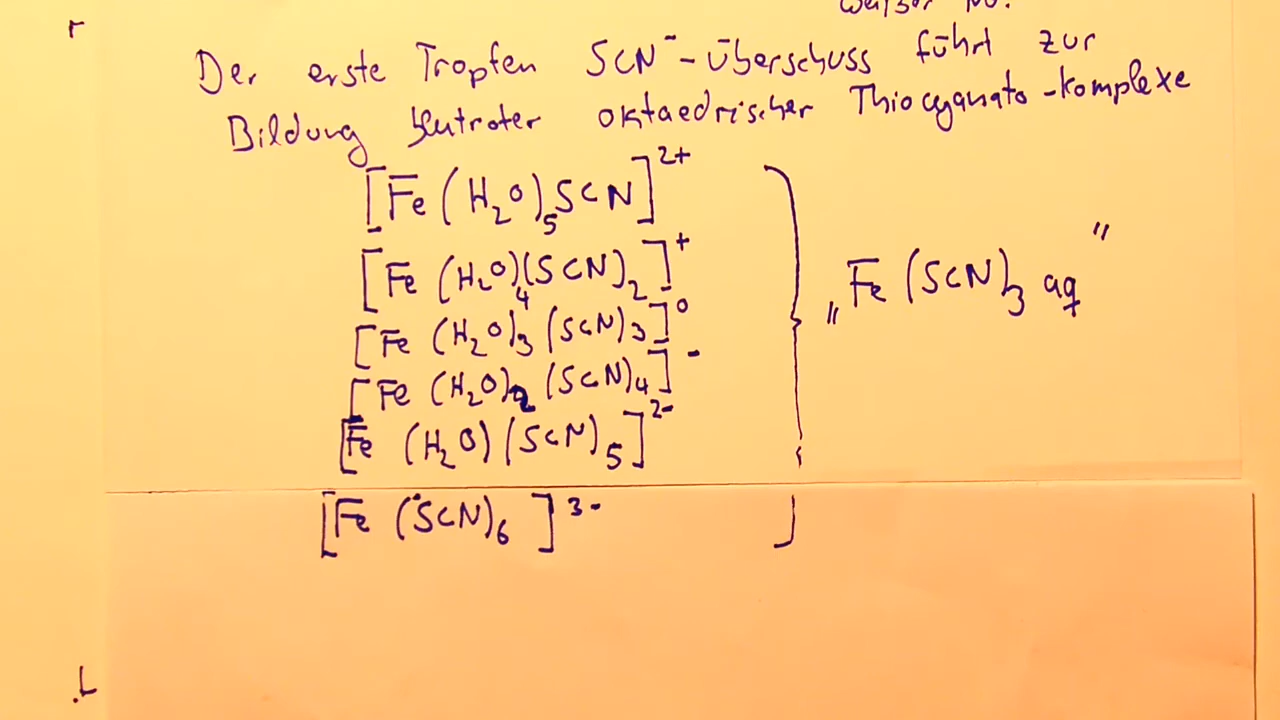 Der erste Tropfen SCN⁻-Überschuss führt zur
Bildung blutroter oktaedrischer Thiocyanato-komplexe
[Fe(H₂O)₅SCN]²⁺
[Fe(H₂O)₄(SCN)₂]⁺
[Fe(H₂O)₃(SCN)₃]⁰
[Fe(H₂O)₂(SCN)₄]⁻
[Fe(H₂O)(SCN)₅]²⁻
[Fe(SCN)₆]³⁻
„Fe(SCN)₃ aq"